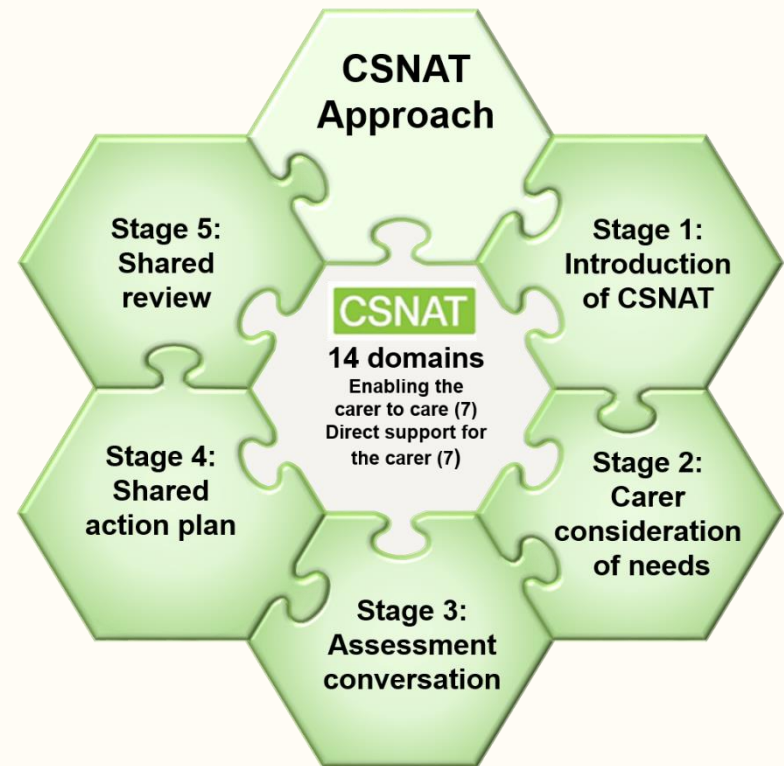 CSNAT
Approach
Stage 1:
Introduction
of CSNAT
Stage 2:
Carer
consideration
of needs
Stage 3:
Assessment
conversation
Stage 4:
Shared
action plan
Stage 5:
Shared
review
CSNAT
14 domains
Enabling the
carer to care (7)
Direct support for
the carer (7)